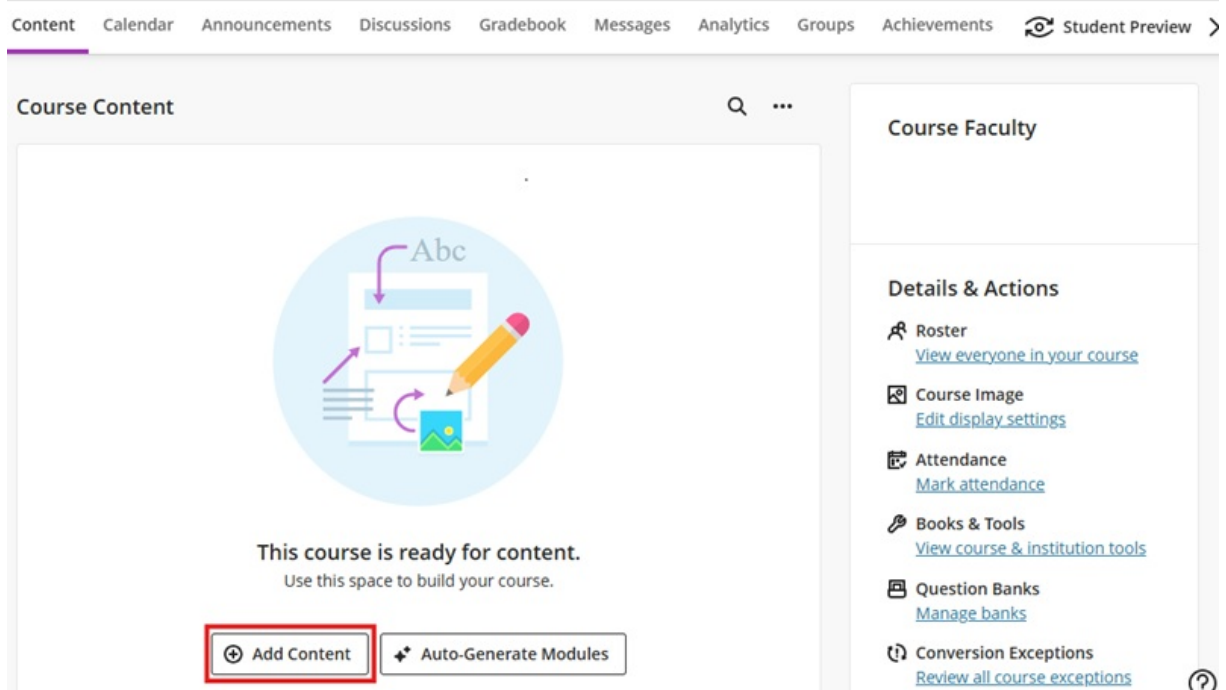 Content Calendar Announcements Discussions Gradebook Messages Analytics Groups Achievements Student Preview
Course Content
Abc
This course is ready for content.
Use this space to build your course.
Add Content
Auto-Generate Modules
Course Faculty
Details & Actions
Roster
View everyone in your course
Course Image
Edit display settings
Attendance
Mark attendance
Books & Tools
View course & institution tools
Question Banks
Manage banks
Conversion Exceptions
Review all course exceptions